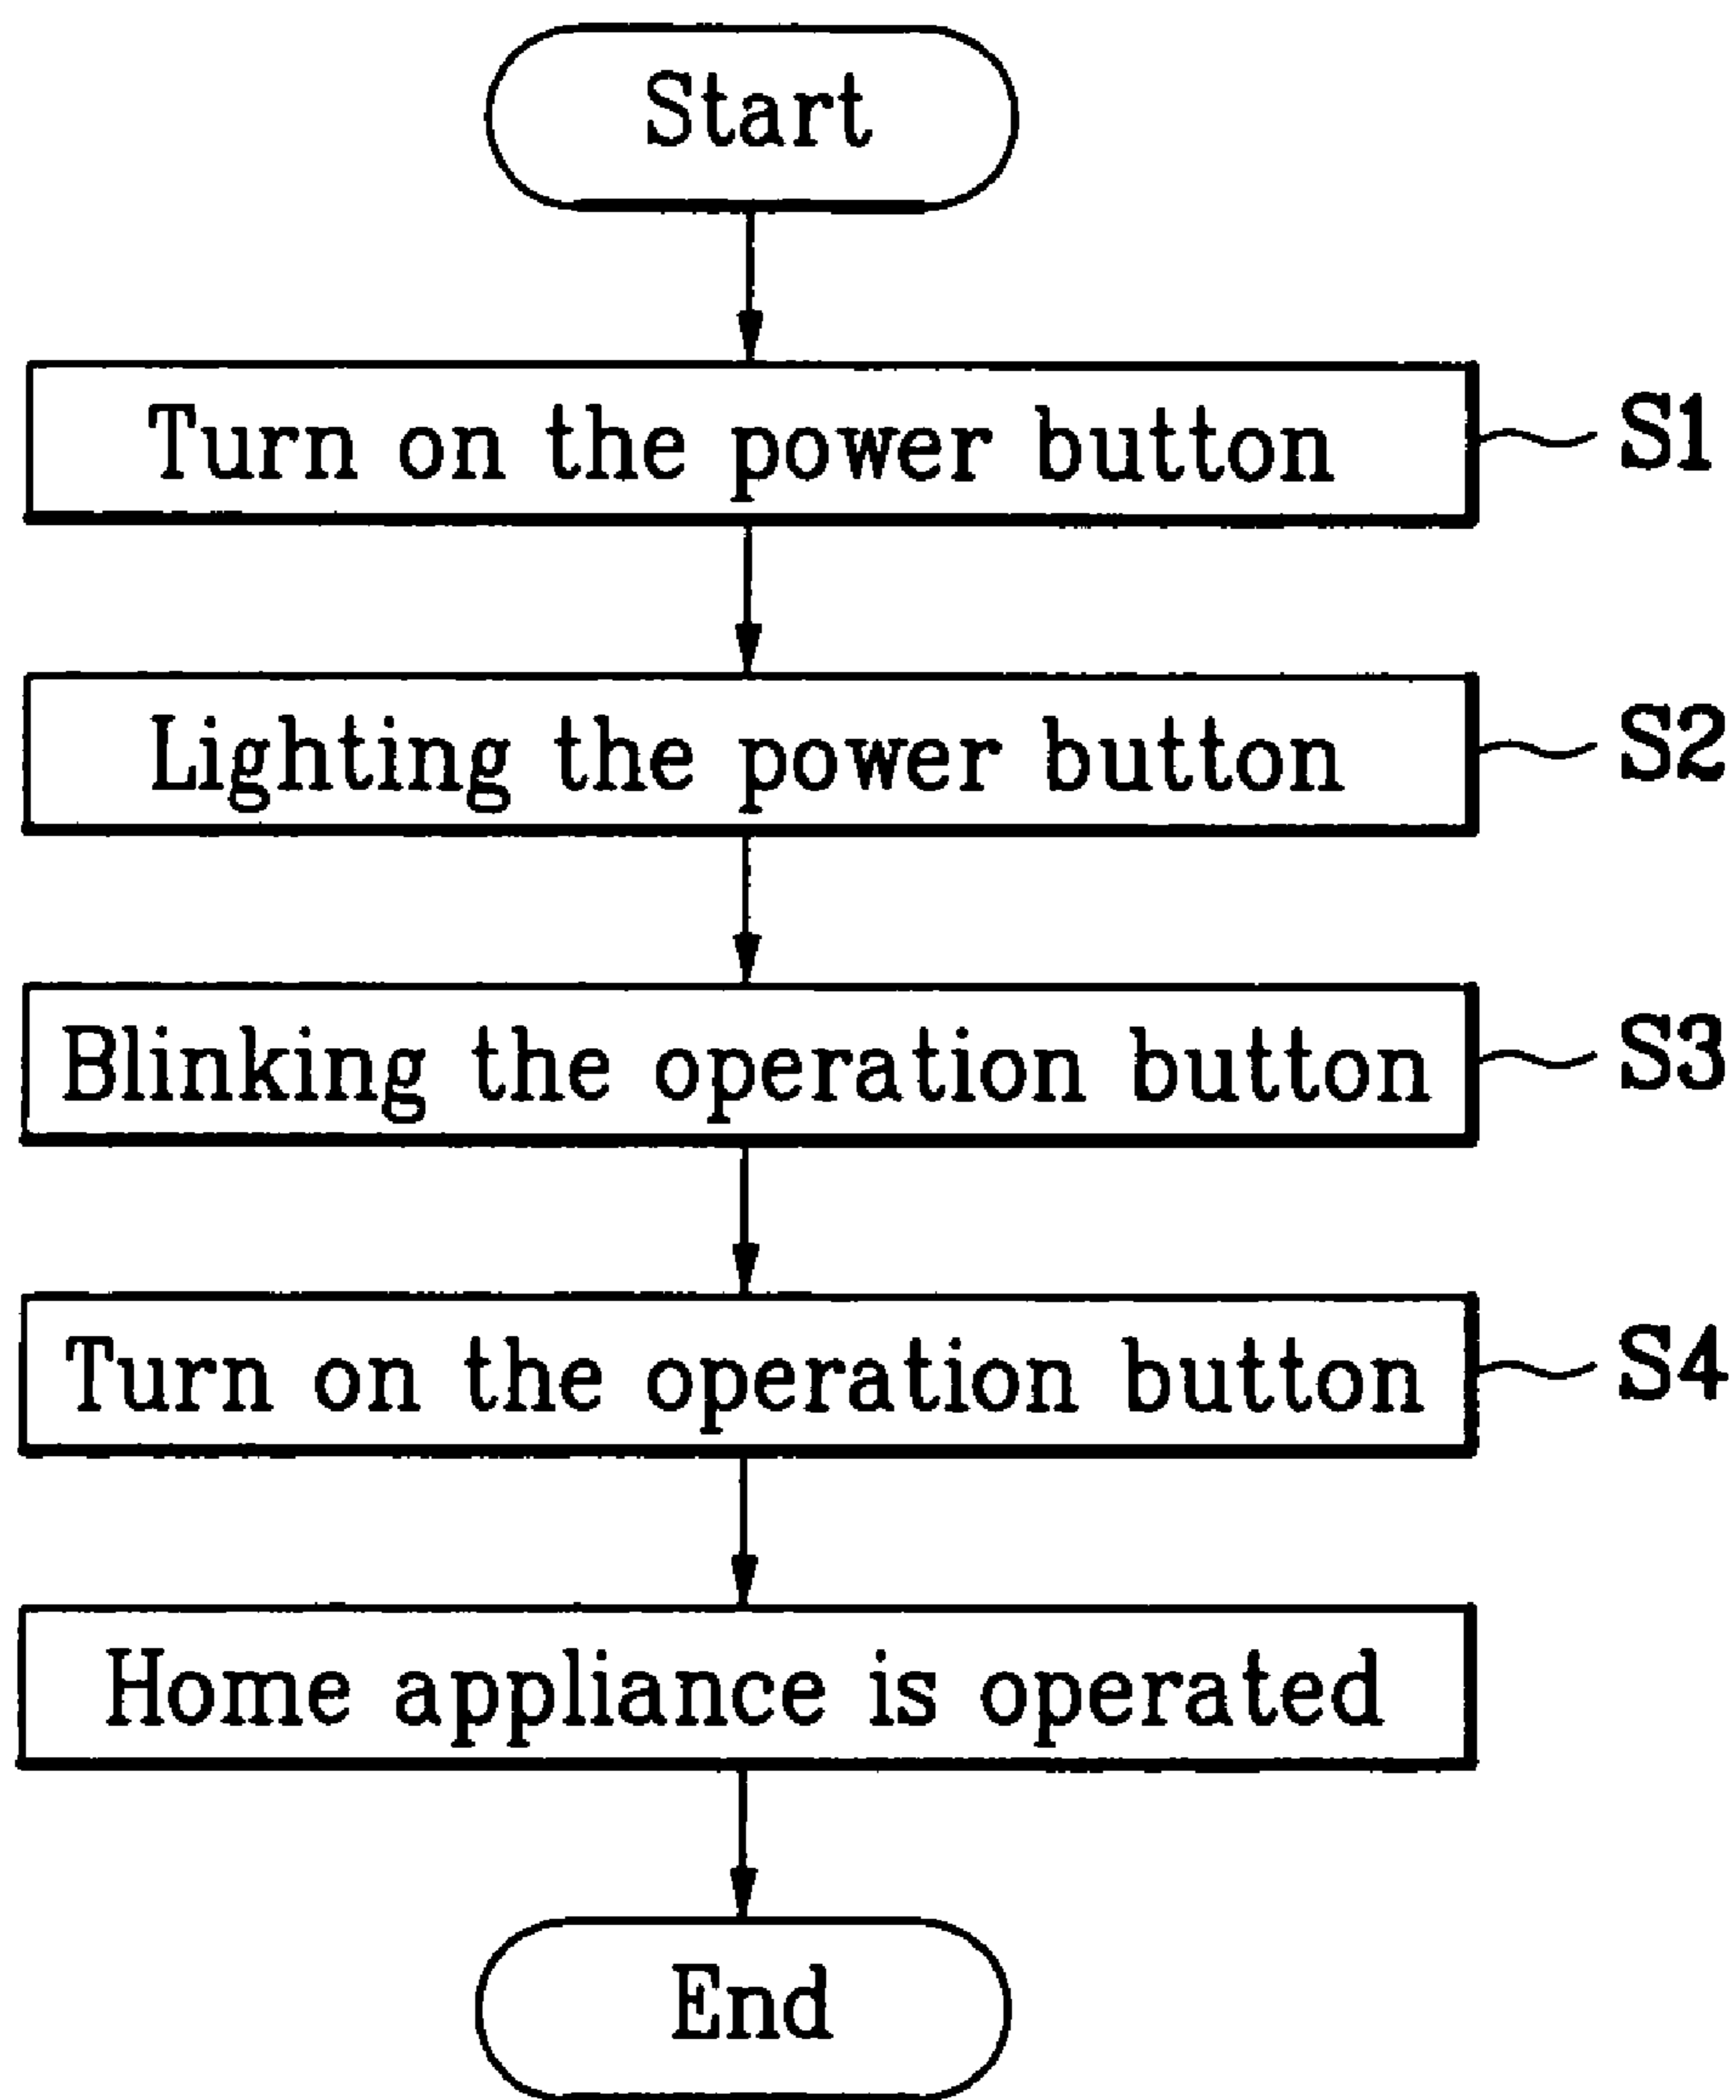 Start
Turn on the power button S1
Lighting the power button S2
Blinking the operation button S3
Turn on the operation button S4
Home appliance is operated
End